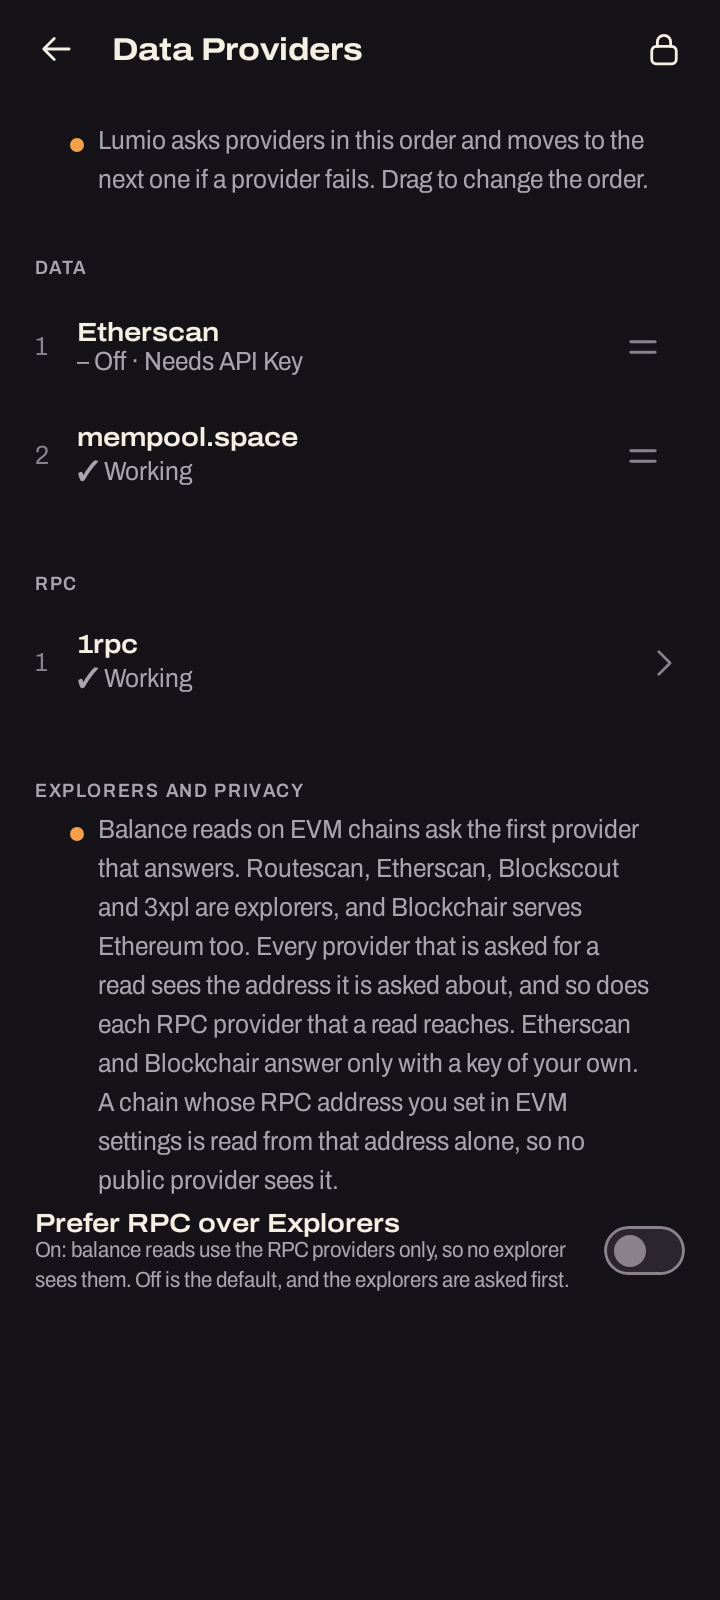 Data Providers
Lumio asks providers in this order and moves to the
next one if a provider fails. Drag to change the order.
DATA
1
Etherscan
– Off · Needs API Key
2
mempool.space
✓ Working
RPC
1
1rpc
✓ Working
EXPLORERS AND PRIVACY
Balance reads on EVM chains ask the first provider
that answers. Routescan, Etherscan, Blockscout
and 3xpl are explorers, and Blockchair serves
Ethereum too. Every provider that is asked for a
read sees the address it is asked about, and so does
each RPC provider that a read reaches. Etherscan
and Blockchair answer only with a key of your own.
A chain whose RPC address you set in EVM
settings is read from that address alone, so no
public provider sees it.
Prefer RPC over Explorers
On: balance reads use the RPC providers only, so no explorer
sees them. Off is the default, and the explorers are asked first.